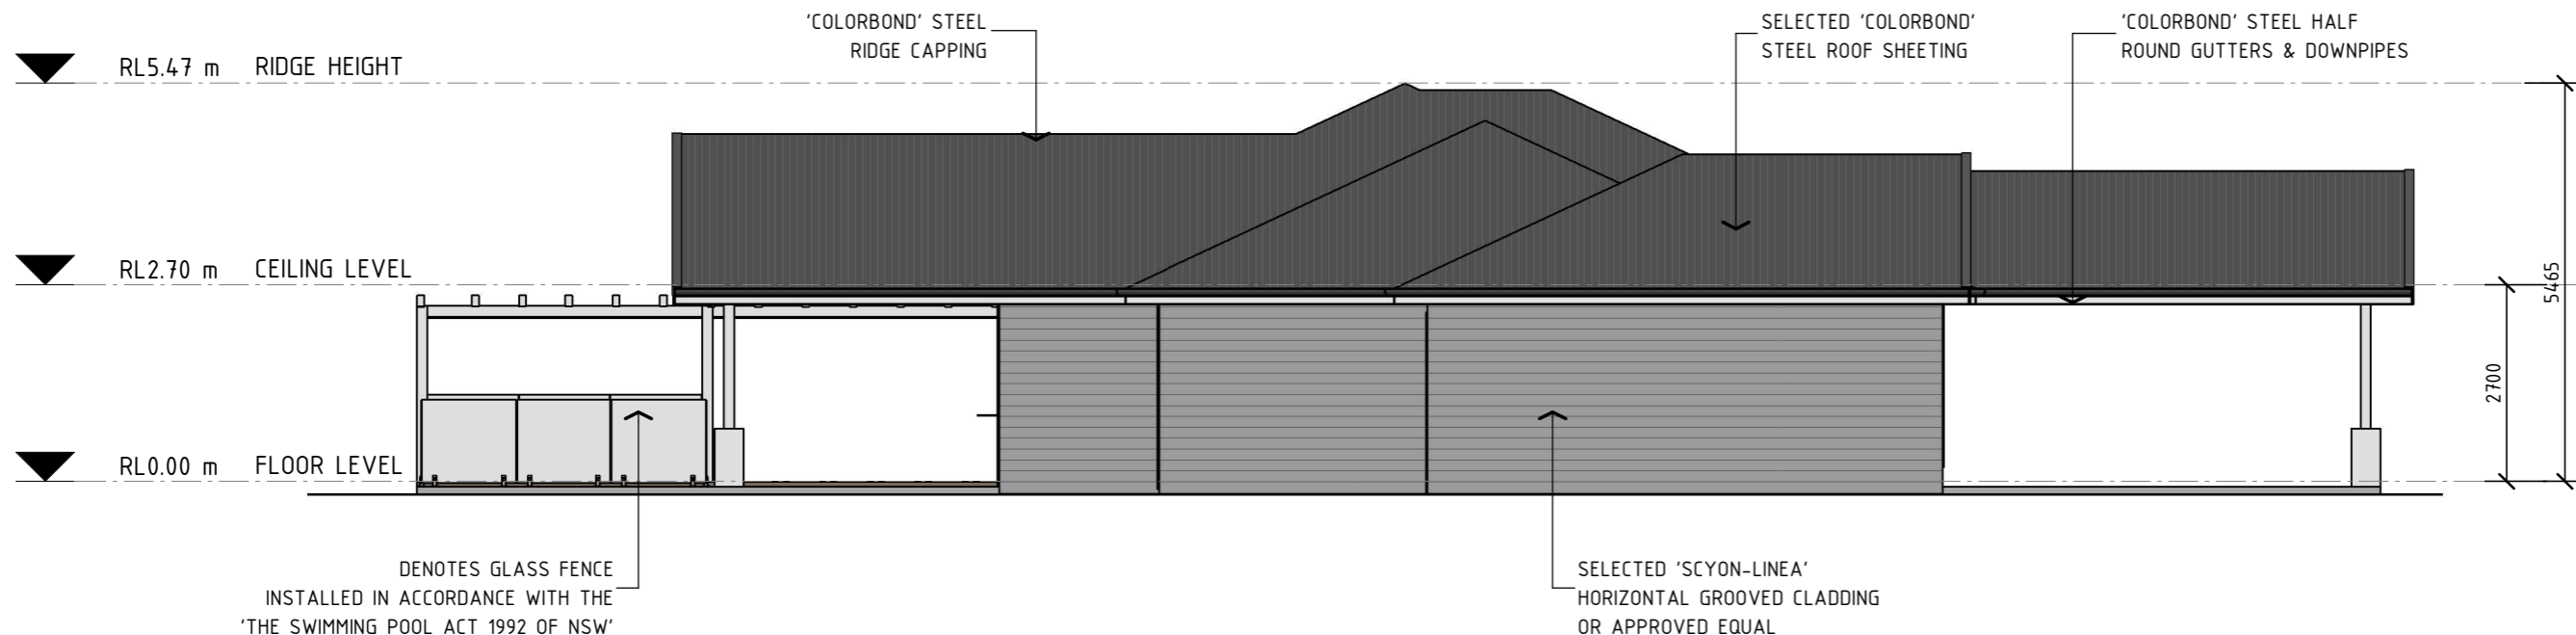 'COLORBOND' STEEL
RIDGE CAPPING
SELECTED 'COLORBOND'
STEEL ROOF SHEETING
'COLORBOND' STEEL HALF
ROUND GUTTERS & DOWNPIPES
RL5.47 m RIDGE HEIGHT
RL2.70 m CEILING LEVEL
RL0.00 m FLOOR LEVEL
5465
2700
DENOTES GLASS FENCE
INSTALLED IN ACCORDANCE WITH THE
'THE SWIMMING POOL ACT 1992 OF NSW'
SELECTED 'SCYON-LINEA'
HORIZONTAL GROOVED CLADDING
OR APPROVED EQUAL